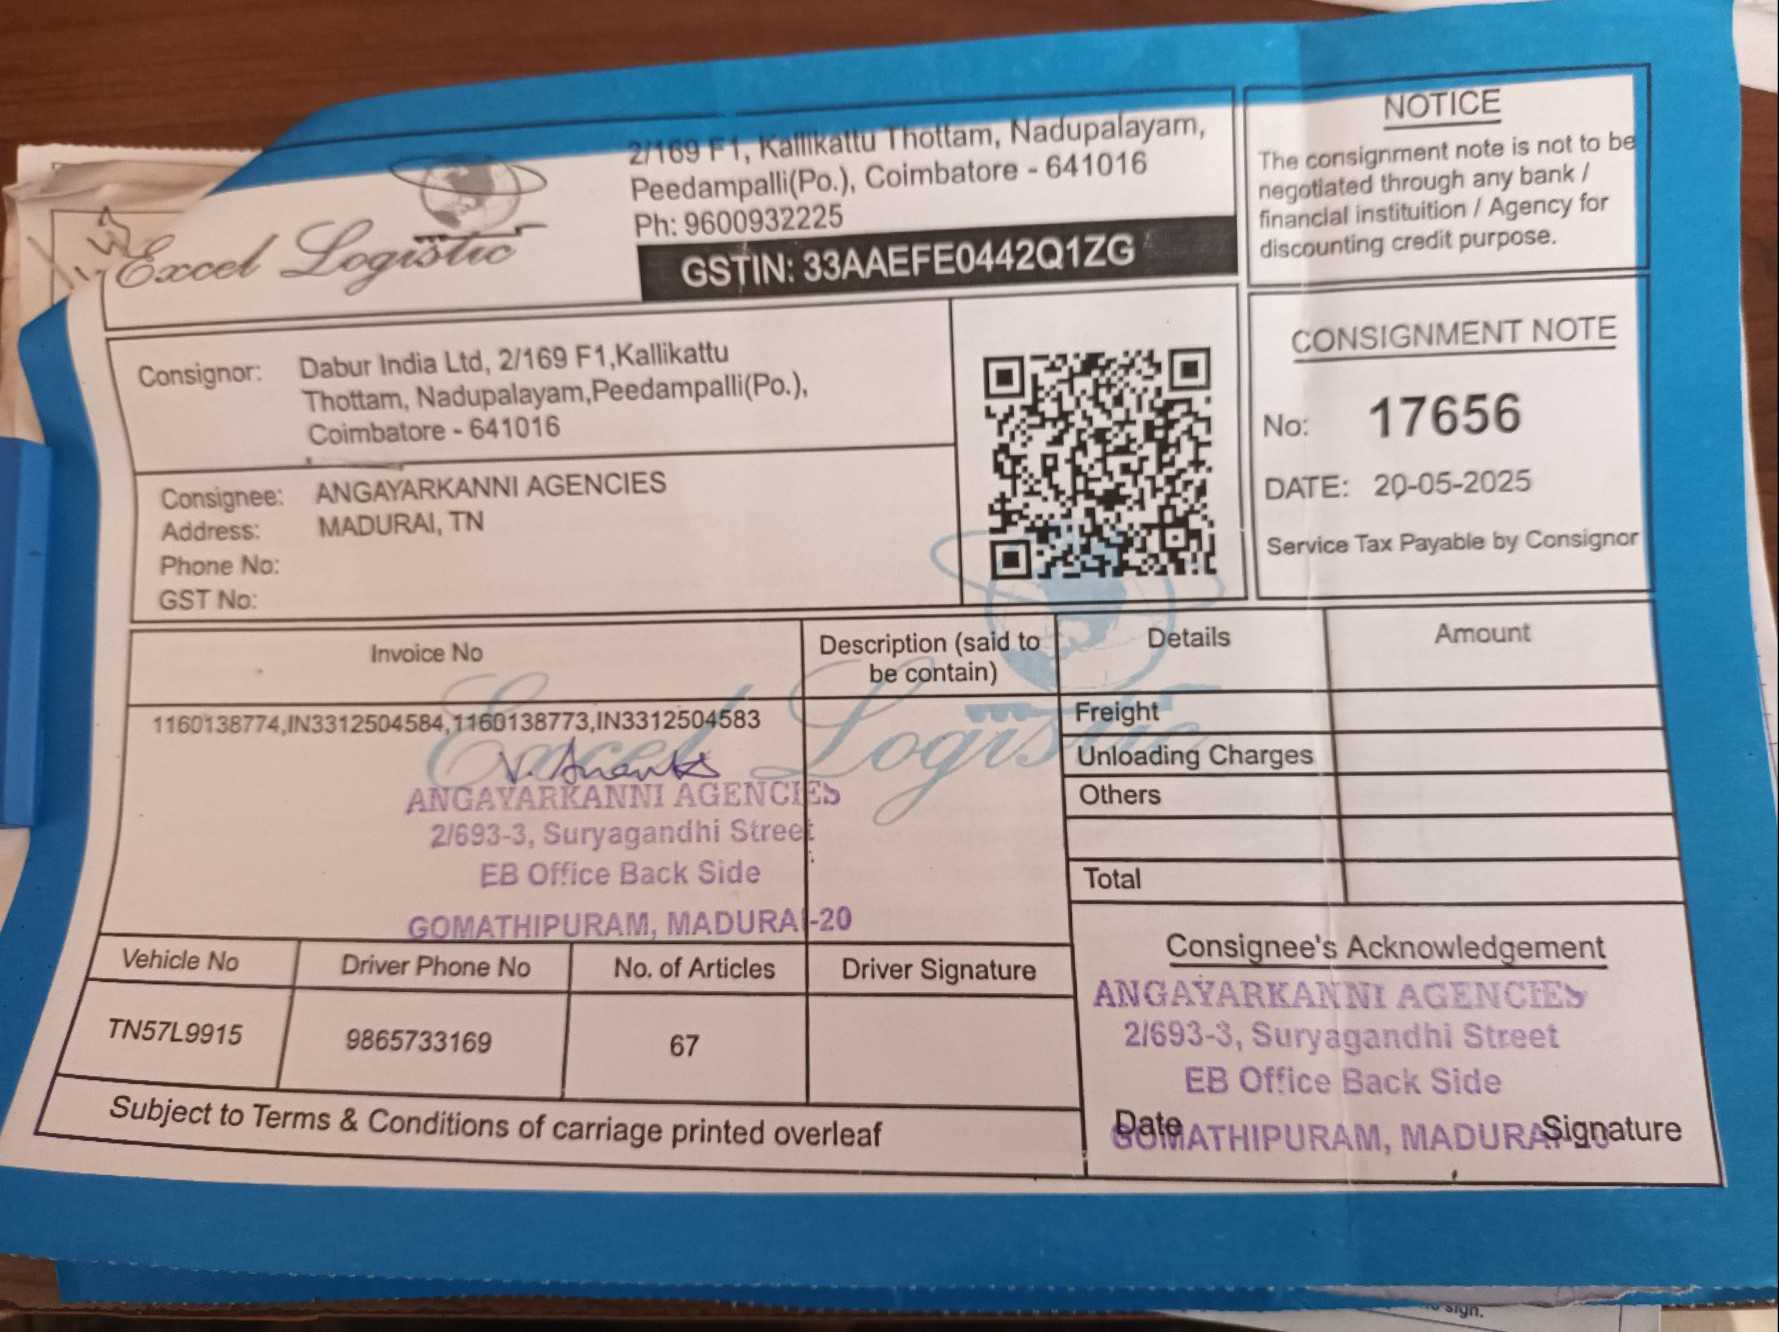 Excel Logistic
2/169 F1, Kallikattu Thottam, Nadupalayam,
Peedampalli(Po.), Coimbatore - 641016
Ph: 9600932225
GSTIN: 33AAEFE0442Q1ZG
NOTICE
The consignment note is not to be
negotiated through any bank /
financial instituition / Agency for
discounting credit purpose.
Consignor: Dabur India Ltd, 2/169 F1,Kallikattu
Thottam, Nadupalayam,Peedampalli(Po.),
Coimbatore - 641016
CONSIGNMENT NOTE
No: 17656
DATE: 20-05-2025
Service Tax Payable by Consignor
Consignee: ANGAYARKANNI AGENCIES
Address: MADURAI, TN
Phone No:
GST No:
Invoice No
Description (said to
be contain)
Details
Amount
1160138774,IN3312504584,1160138773,IN3312504583
Excel Logistic
ANGAYARKANNI AGENCIES
2/693-3, Suryagandhi Street
EB Office Back Side
GOMATHIPURAM, MADURAI-20
Freight
Unloading Charges
Others
Total
Vehicle No
Driver Phone No
No. of Articles
Driver Signature
TN57L9915
9865733169
67
Subject to Terms & Conditions of carriage printed overleaf
Consignee's Acknowledgement
ANGAYARKANNI AGENCIES
2/693-3, Suryagandhi Street
EB Office Back Side
GOMATHIPURAM, MADURAI-20
Date
Signature
sign.